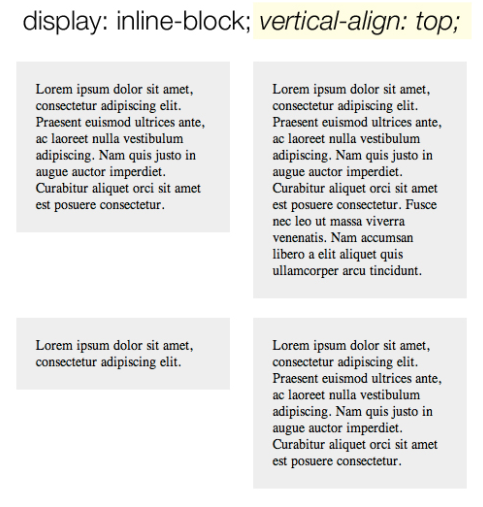 display: inline-block; vertical-align: top;
Lorem ipsum dolor sit amet,
consectetur adipiscing elit.
Praesent euismod ultrices ante,
ac laoreet nulla vestibulum
adipiscing. Nam quis justo in
augue auctor imperdiet.
Curabitur aliquet orci sit amet
est posuere consectetur.
Lorem ipsum dolor sit amet,
consectetur adipiscing elit.
Praesent euismod ultrices ante,
ac laoreet nulla vestibulum
adipiscing. Nam quis justo in
augue auctor imperdiet.
Curabitur aliquet orci sit amet
est posuere consectetur. Fusce
nec leo ut massa viverra
venenatis. Nam accumsan
libero a elit aliquet quis
ullamcorper arcu tincidunt.
Lorem ipsum dolor sit amet,
consectetur adipiscing elit.
Lorem ipsum dolor sit amet,
consectetur adipiscing elit.
Praesent euismod ultrices ante,
ac laoreet nulla vestibulum
adipiscing. Nam quis justo in
augue auctor imperdiet.
Curabitur aliquet orci sit amet
est posuere consectetur.